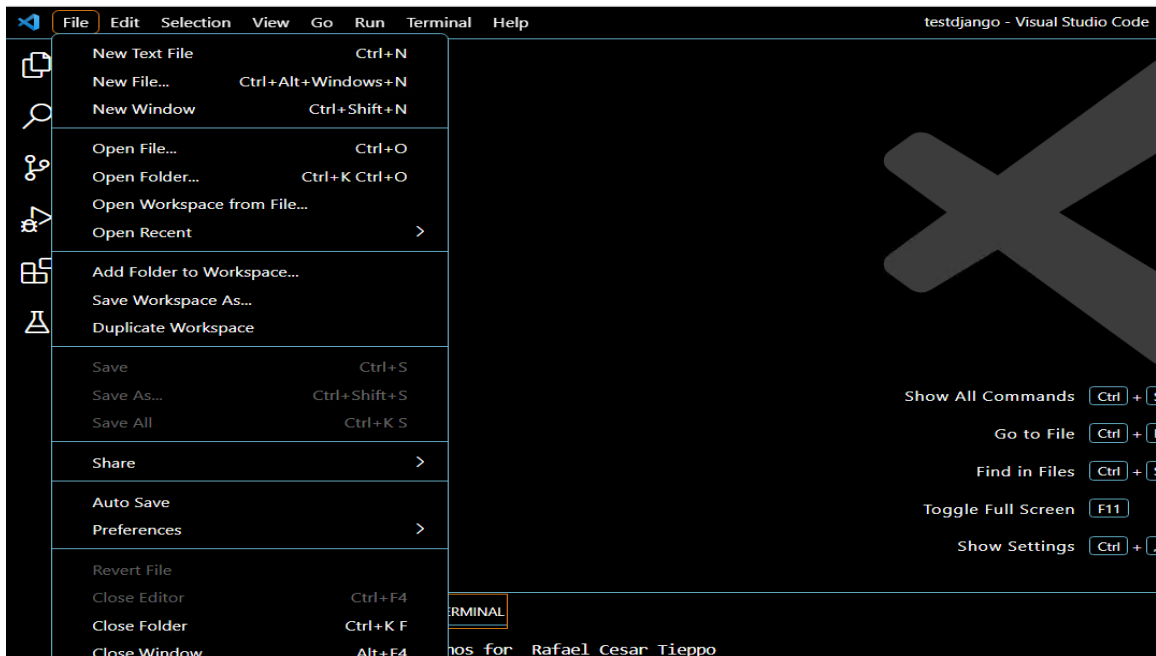 File Edit Selection View Go Run Terminal Help testdjango - Visual Studio Code
New Text File Ctrl+N
New File... Ctrl+Alt+Windows+N
New Window Ctrl+Shift+N
Open File... Ctrl+O
Open Folder... Ctrl+K Ctrl+O
Open Workspace from File...
Open Recent
Add Folder to Workspace...
Save Workspace As...
Duplicate Workspace
Save Ctrl+S
Save As... Ctrl+Shift+S
Save All Ctrl+K S
Share
Auto Save
Preferences
Revert File
Close Editor Ctrl+F4
Close Folder Ctrl+K F
Close Window Alt+F4
Show All Commands Ctrl +
Go to File Ctrl +
Find in Files Ctrl +
Toggle Full Screen F11
Show Settings Ctrl +
ERMINAL
hos for Rafael Cesar Tieppo